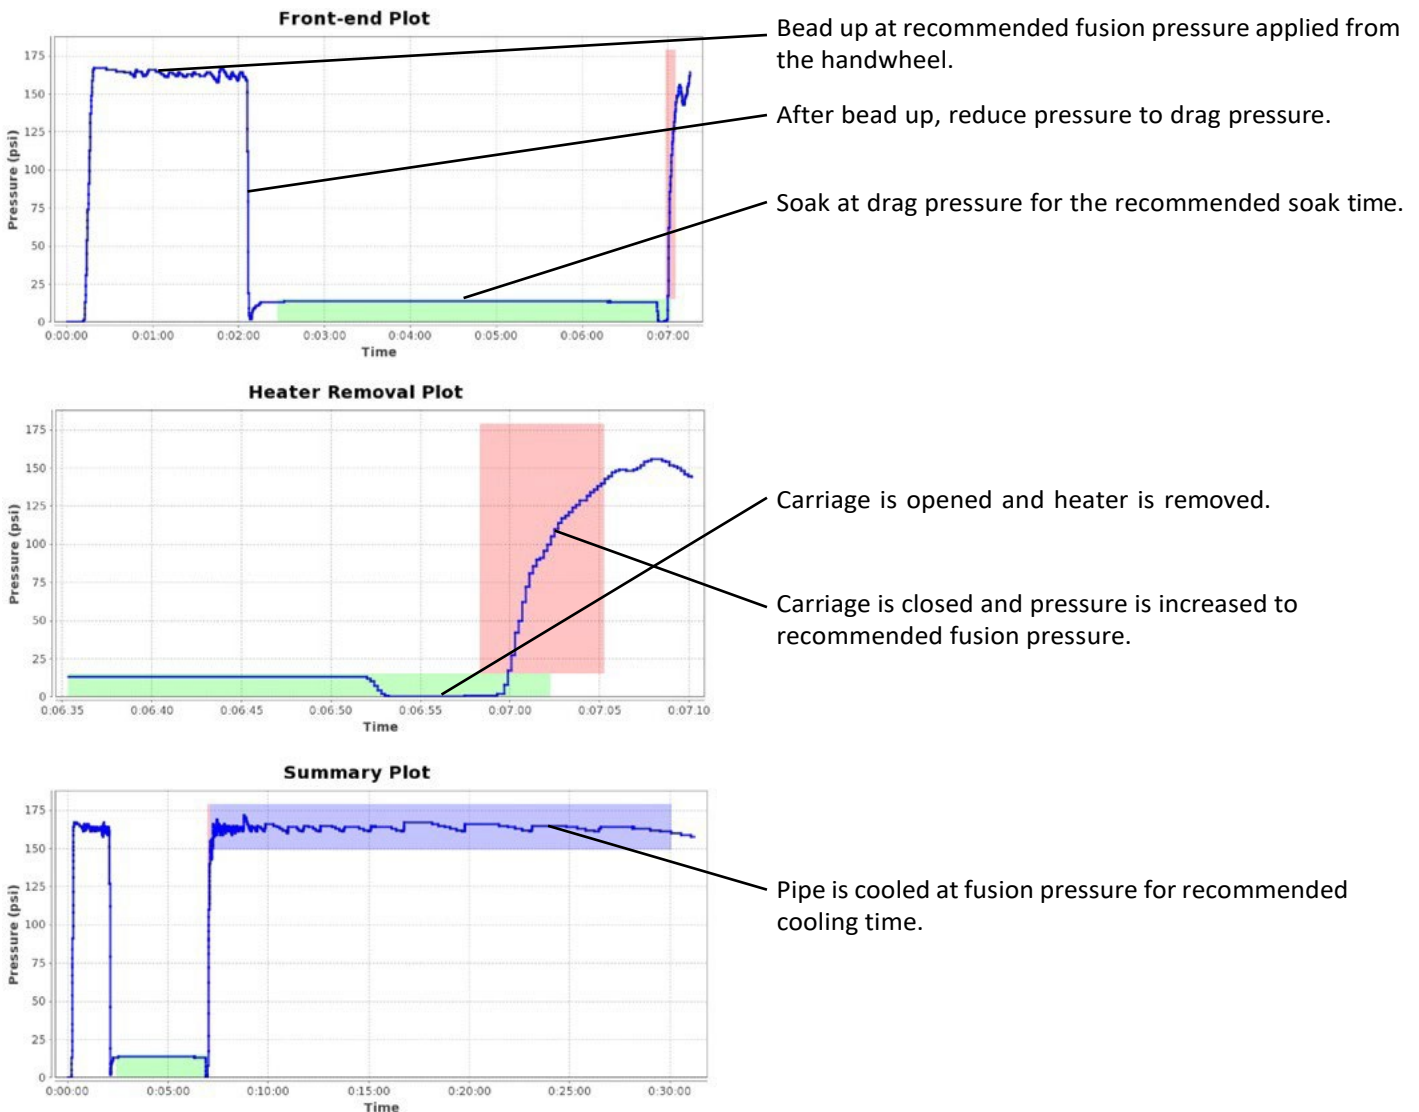 Front-end Plot
Bead up at recommended fusion pressure applied from
the handwheel.
After bead up, reduce pressure to drag pressure.
Soak at drag pressure for the recommended soak time.
Pressure (psi)
175
150
125
100
75
50
25
0
0:00:00 0:01:00 0:02:00 0:03:00 0:04:00 0:05:00 0:06:00 0:07:00
Time
Heater Removal Plot
Carriage is opened and heater is removed.
Carriage is closed and pressure is increased to
recommended fusion pressure.
Pressure (psi)
175
150
125
100
75
50
25
0
0:06:35 0:06:40 0:06:45 0:06:50 0:06:55 0:07:00 0:07:05 0:07:10
Time
Summary Plot
Pipe is cooled at fusion pressure for recommended
cooling time.
Pressure (psi)
175
150
125
100
75
50
25
0
0:00:00 0:05:00 0:10:00 0:15:00 0:20:00 0:25:00 0:30:00
Time